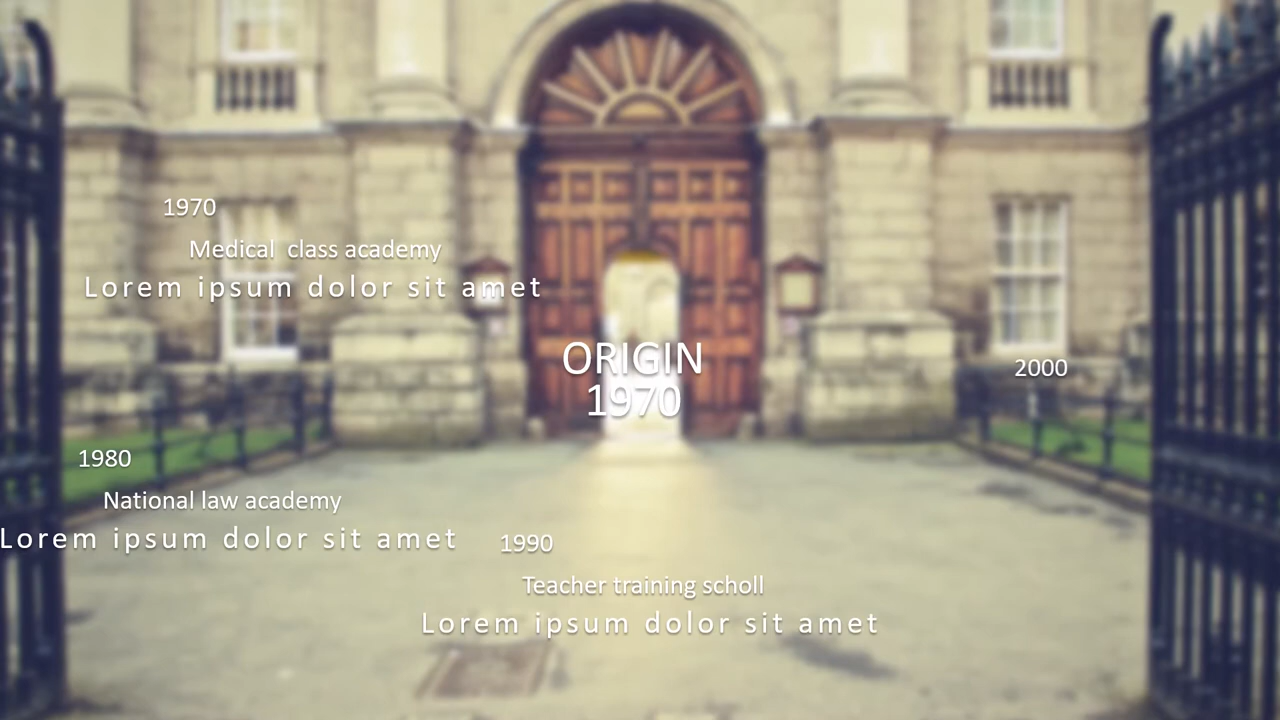 1970
Medical  class academy
Lorem ipsum dolor sit amet
ORIGIN
1970
2000
1980
National law academy
Lorem ipsum dolor sit amet
1990
Teacher training scholl
Lorem ipsum dolor sit amet